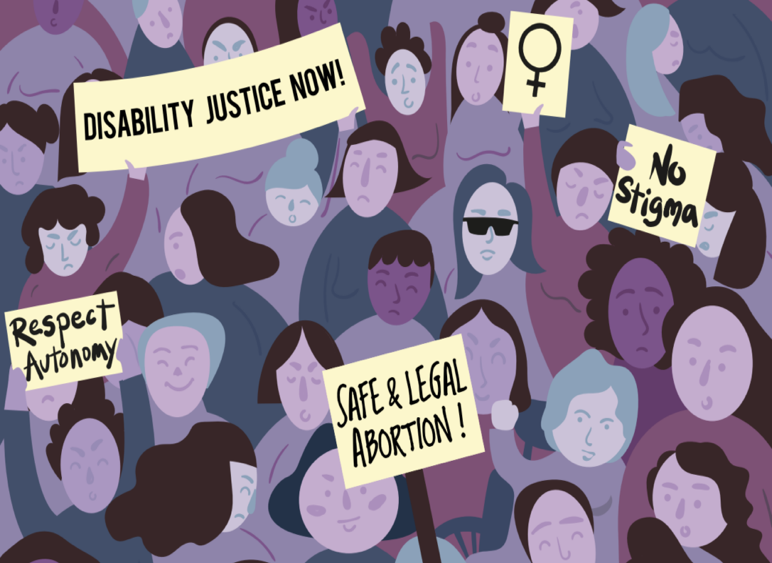 DISABILITY JUSTICE NOW!
No
Stigma
Respect
Autonomy
SAFE & LEGAL
ABORTION!